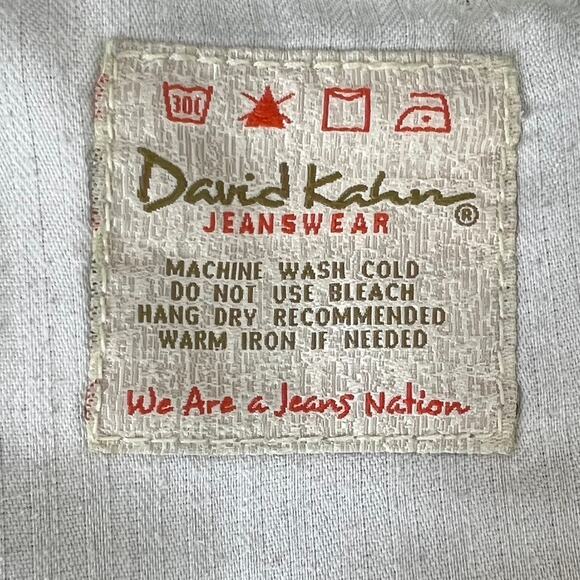 30C
David Kahn®
JEANSWEAR
MACHINE WASH COLD
DO NOT USE BLEACH
HANG DRY RECOMMENDED
WARM IRON IF NEEDED
We Are a Jeans Nation